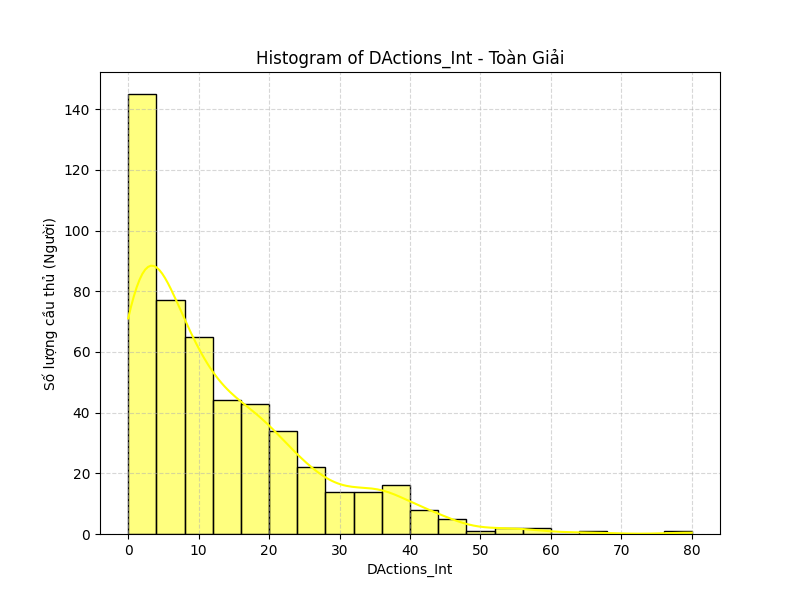 Histogram of DActions_Int - Toàn Giải
Số lượng cầu thủ (Người)
140
120
100
80
60
40
20
0
0 10 20 30 40 50 60 70 80
DActions_Int